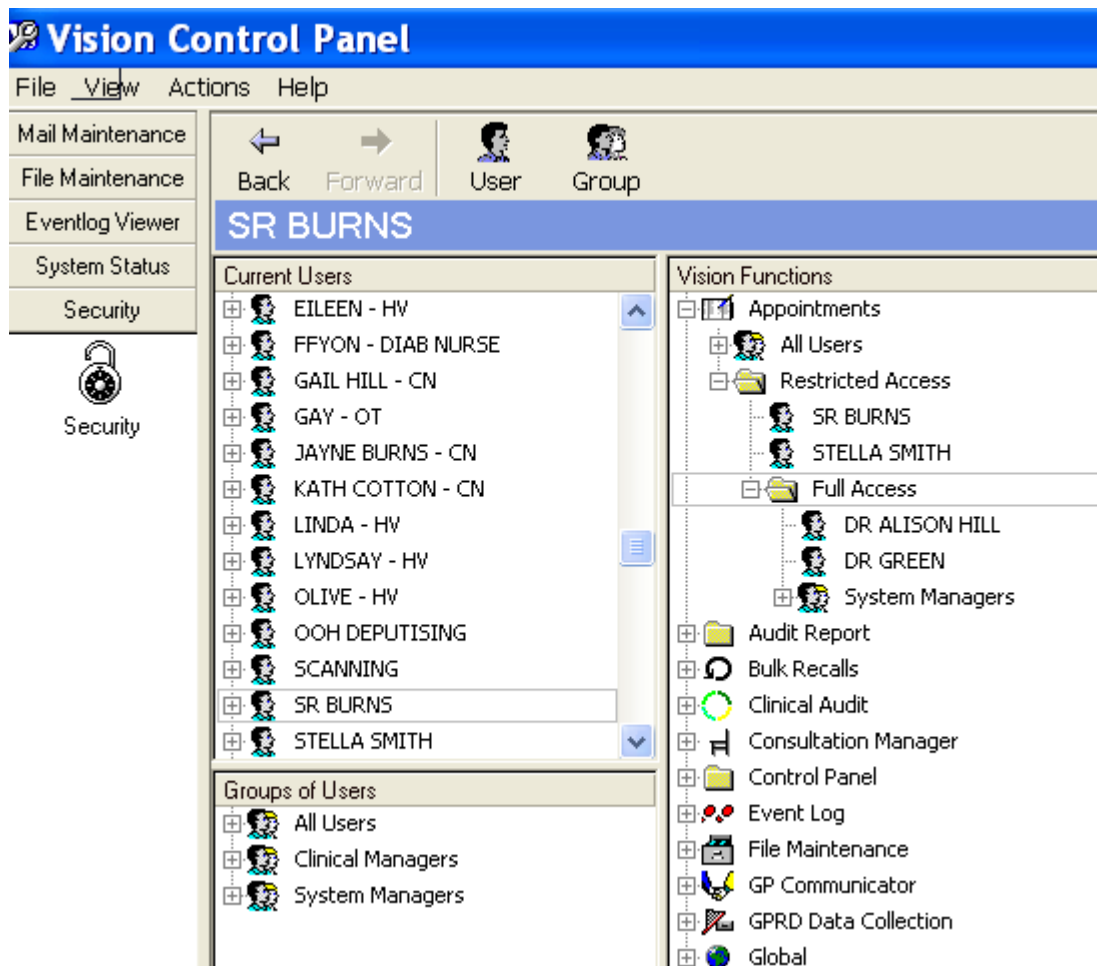 Vision Control Panel
File View Actions Help
Mail Maintenance
File Maintenance
Eventlog Viewer
System Status
Security
Security
Back Forward User Group
SR BURNS
Current Users
EILEEN - HV
FFYON - DIAB NURSE
GAIL HILL - CN
GAY - OT
JAYNE BURNS - CN
KATH COTTON - CN
LINDA - HV
LYNDSAY - HV
OLIVE - HV
OOH DEPUTISING
SCANNING
SR BURNS
STELLA SMITH
Groups of Users
All Users
Clinical Managers
System Managers
Vision Functions
Appointments
All Users
Restricted Access
SR BURNS
STELLA SMITH
Full Access
DR ALISON HILL
DR GREEN
System Managers
Audit Report
Bulk Recalls
Clinical Audit
Consultation Manager
Control Panel
Event Log
File Maintenance
GP Communicator
GPRD Data Collection
Global